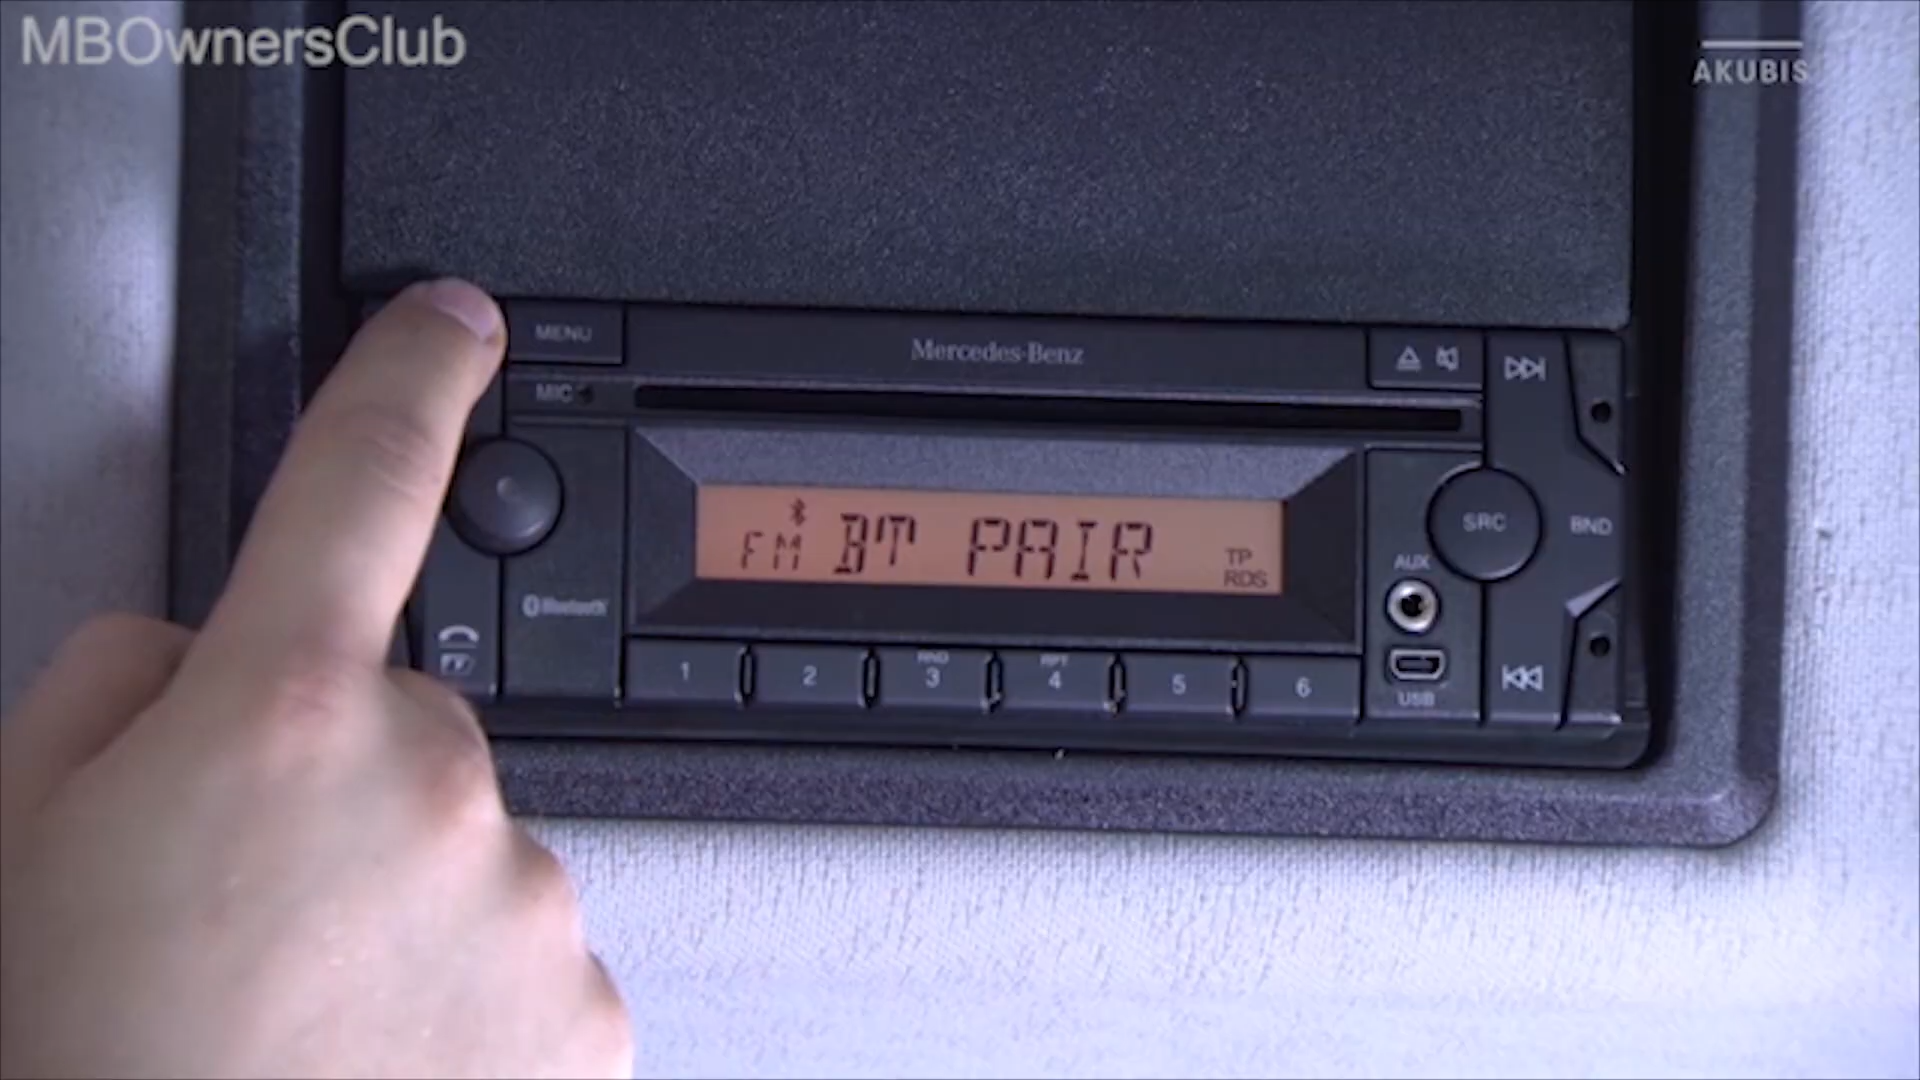 MBOwnersClub
AKUBIS
MENU
Mercedes-Benz
MIC
FM BT PAIR TP
RDS
SRC
BND
AUX
Bluetooth
1 2 RND 3 RPT 4 5 6
USB